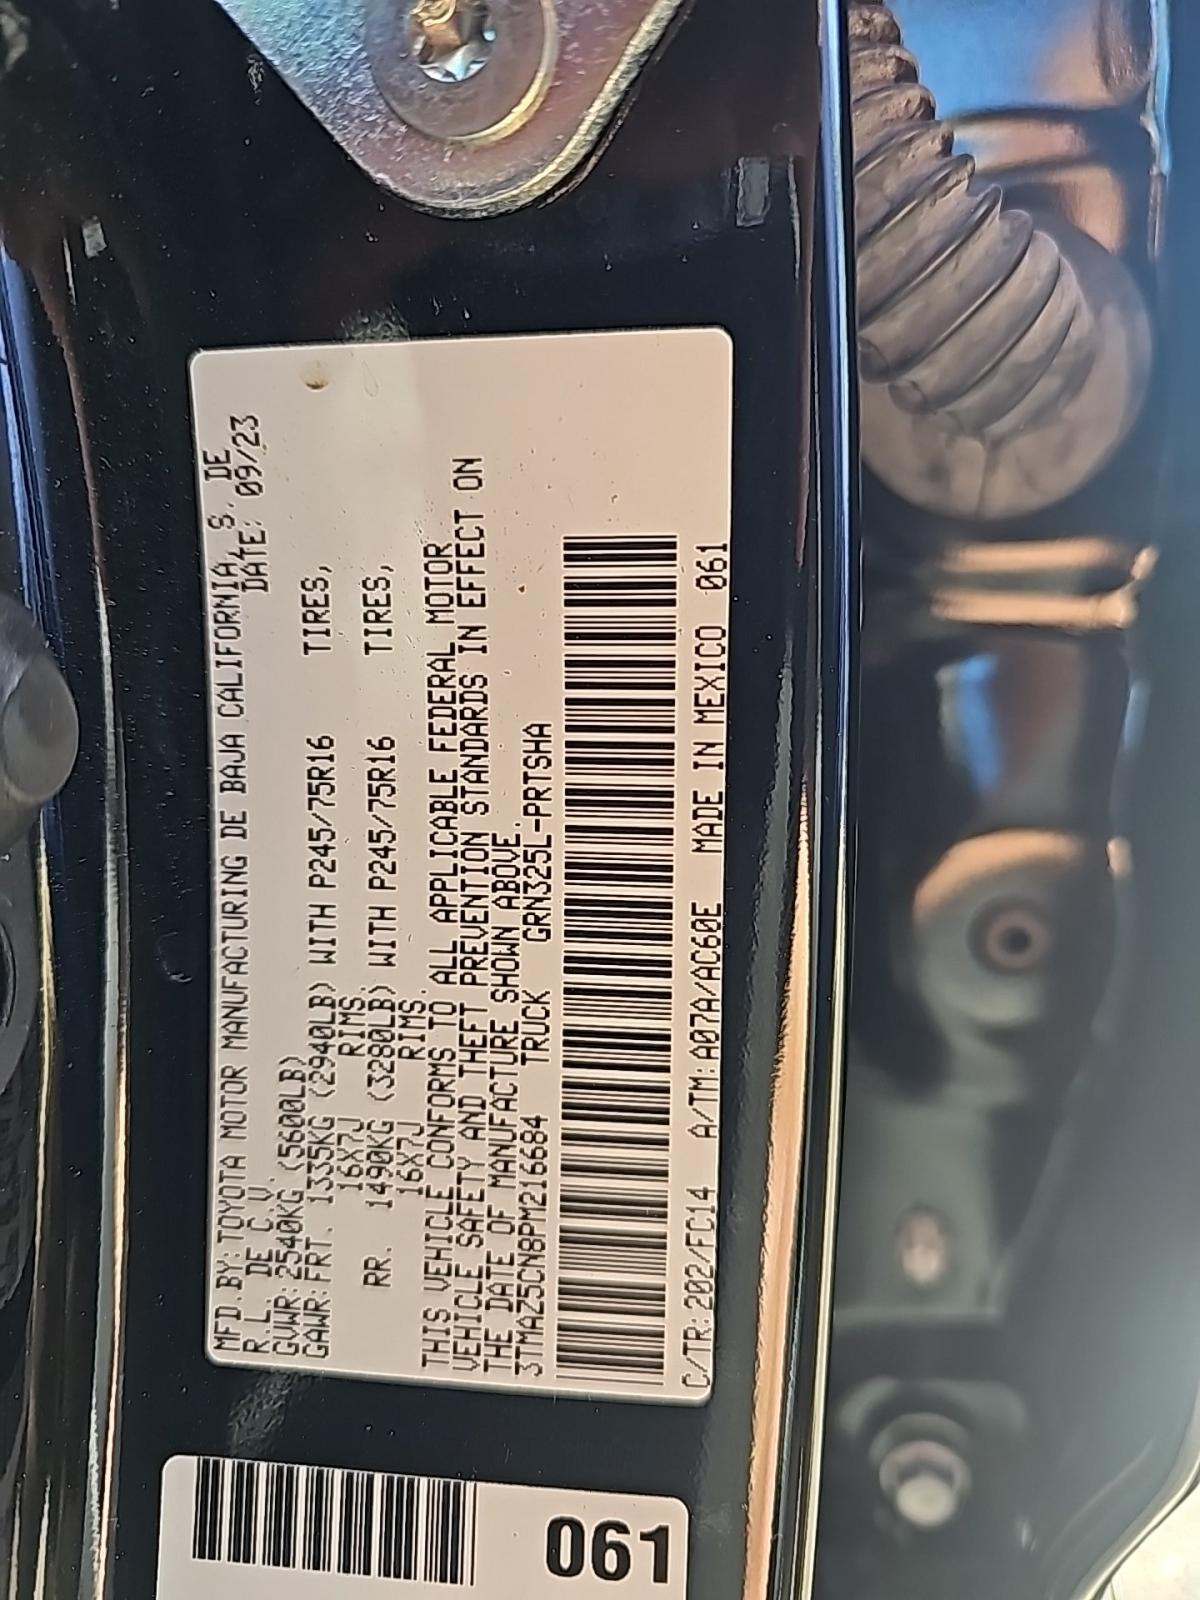 MFD.BY:TOYOTA MOTOR MANUFACTURING DE BAJA CALIFORNIA, S. DE
R.L. DE C.V. DATE: 09/23
GVWR:2540KG (5600LB)
GAWR:FRT. 1335KG (2940LB) WITH P245/75R16 TIRES,
16X7J RIMS.
RR. 1490KG (3280LB) WITH P245/75R16 TIRES,
16X7J RIMS.
THIS VEHICLE CONFORMS TO ALL APPLICABLE FEDERAL MOTOR
VEHICLE SAFETY AND THEFT PREVENTION STANDARDS IN EFFECT ON
THE DATE OF MANUFACTURE SHOWN ABOVE.
3TMAZ5CN8PM216684 TRUCK GRN325L-PRTSHA
C/TR:202/FC14 A/TM:A07A/AC60E MADE IN MEXICO 061
061